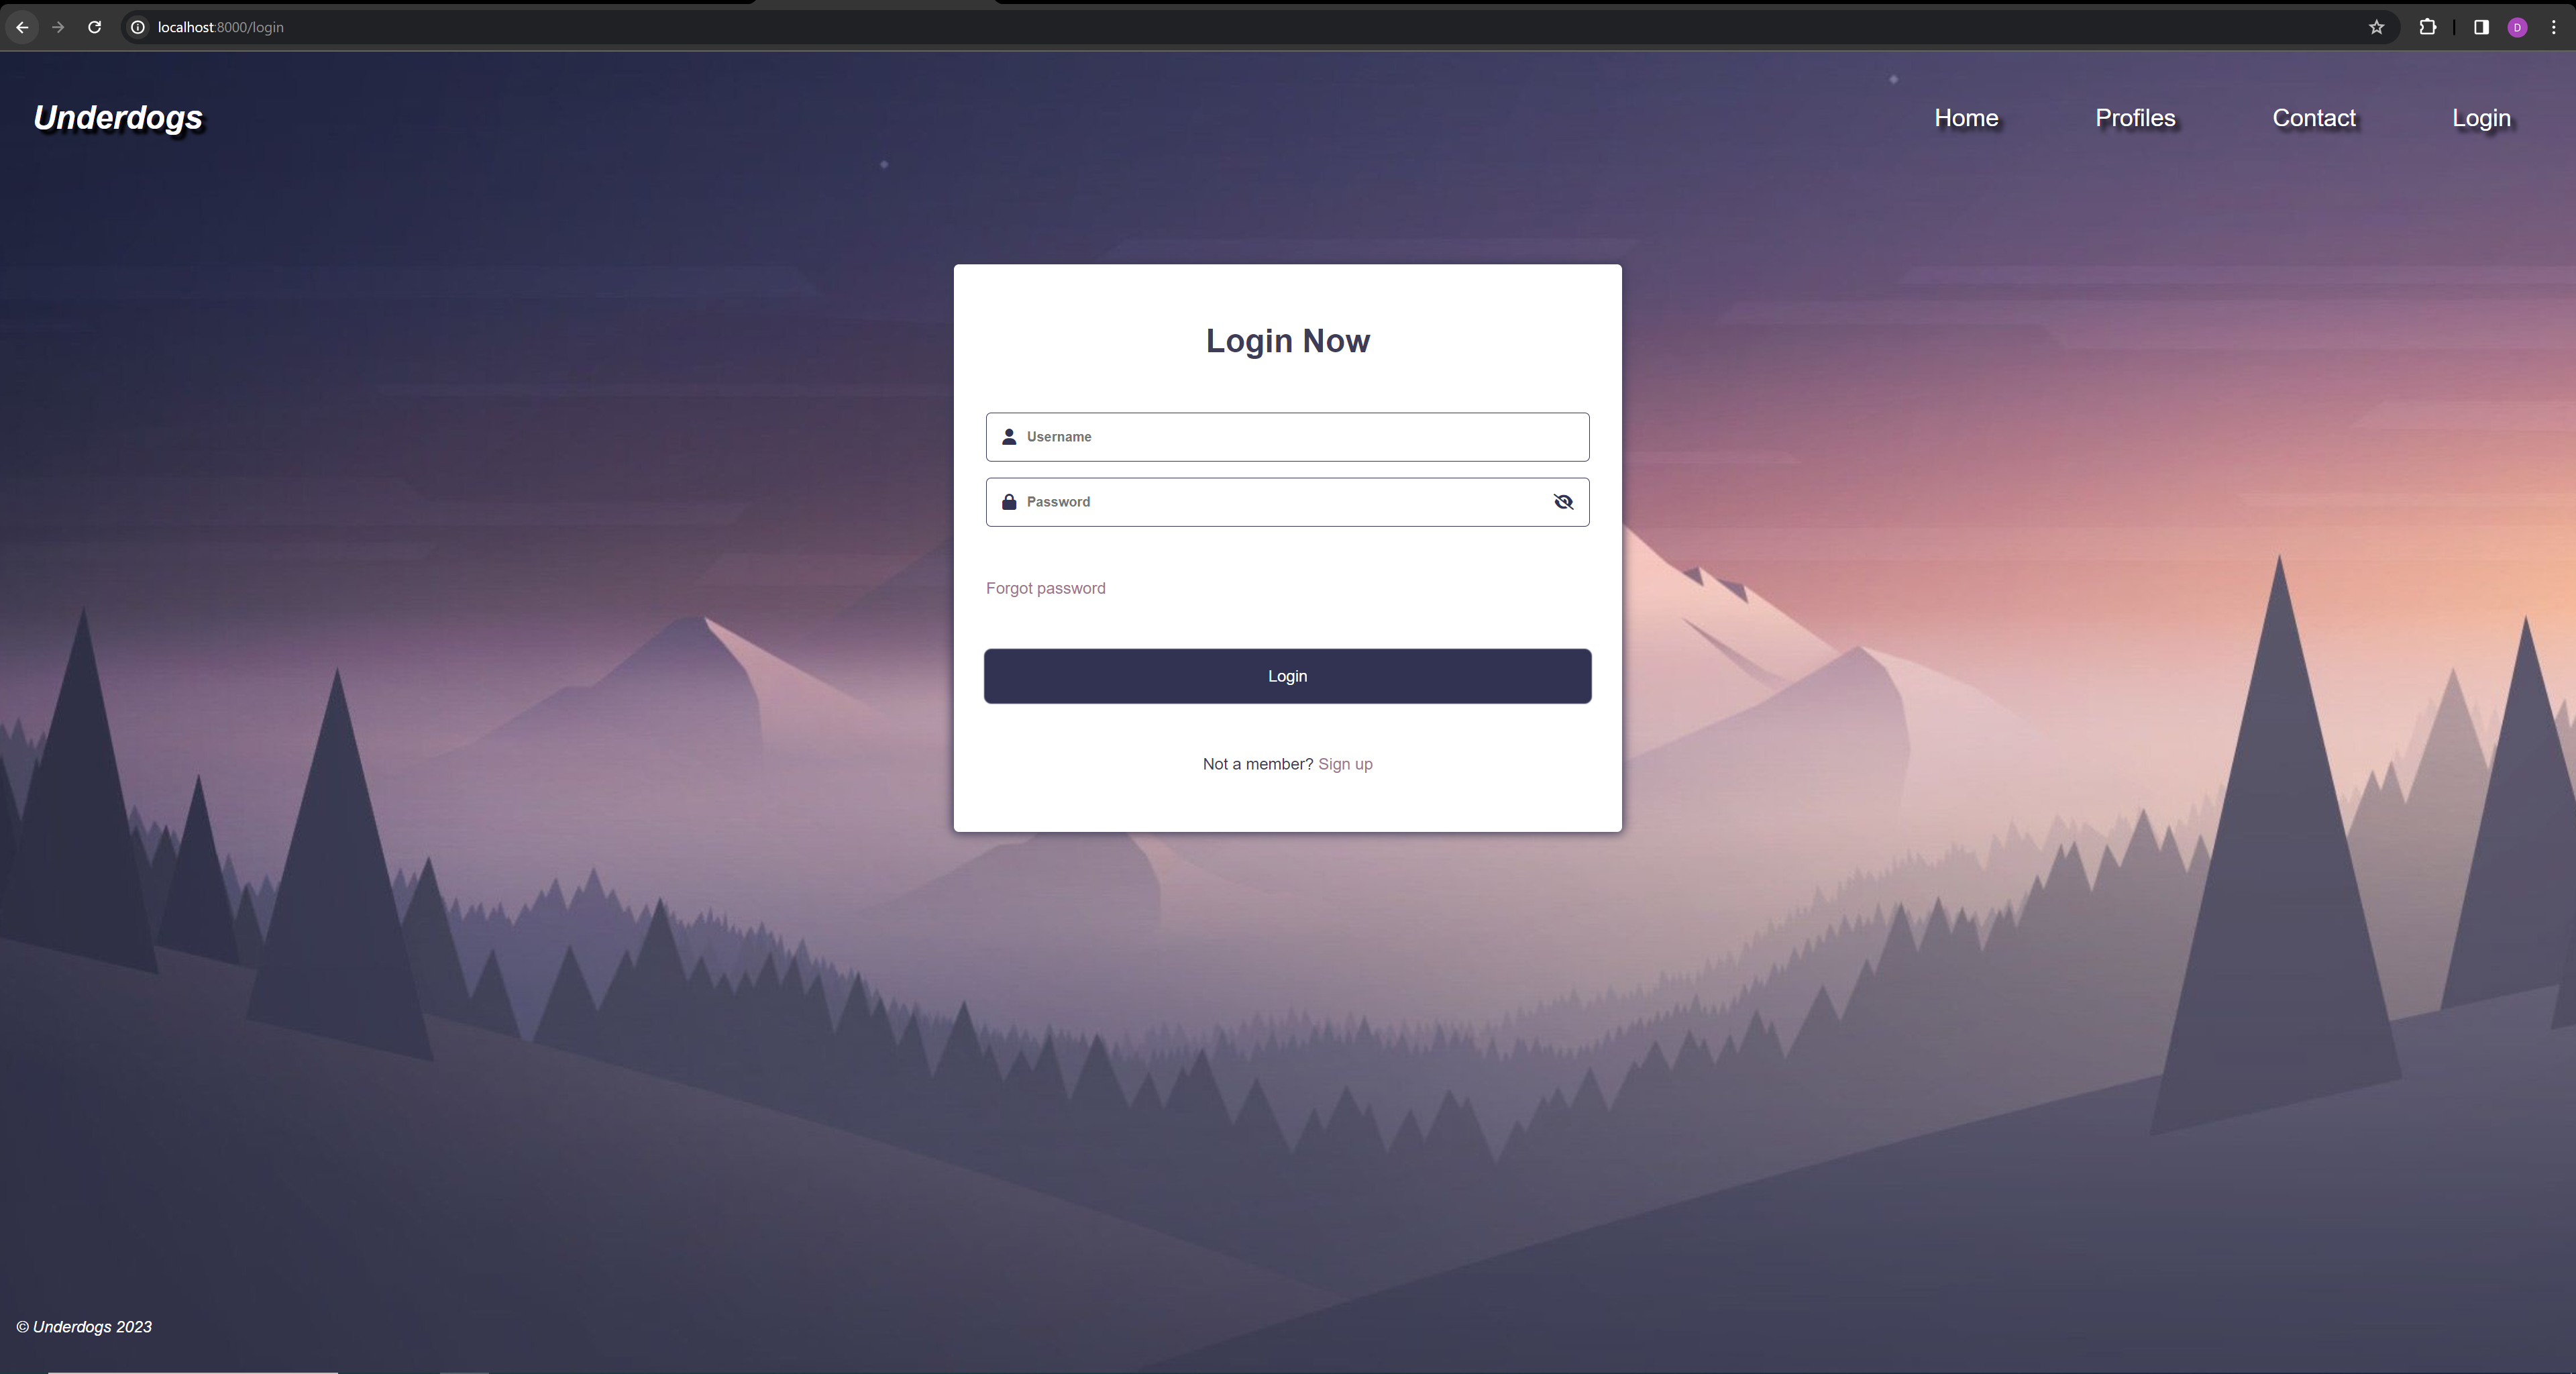 localhost:8000/login
D
Underdogs
Home Profiles Contact Login
Login Now
Username
Password
Forgot password
Login
Not a member? Sign up
© Underdogs 2023